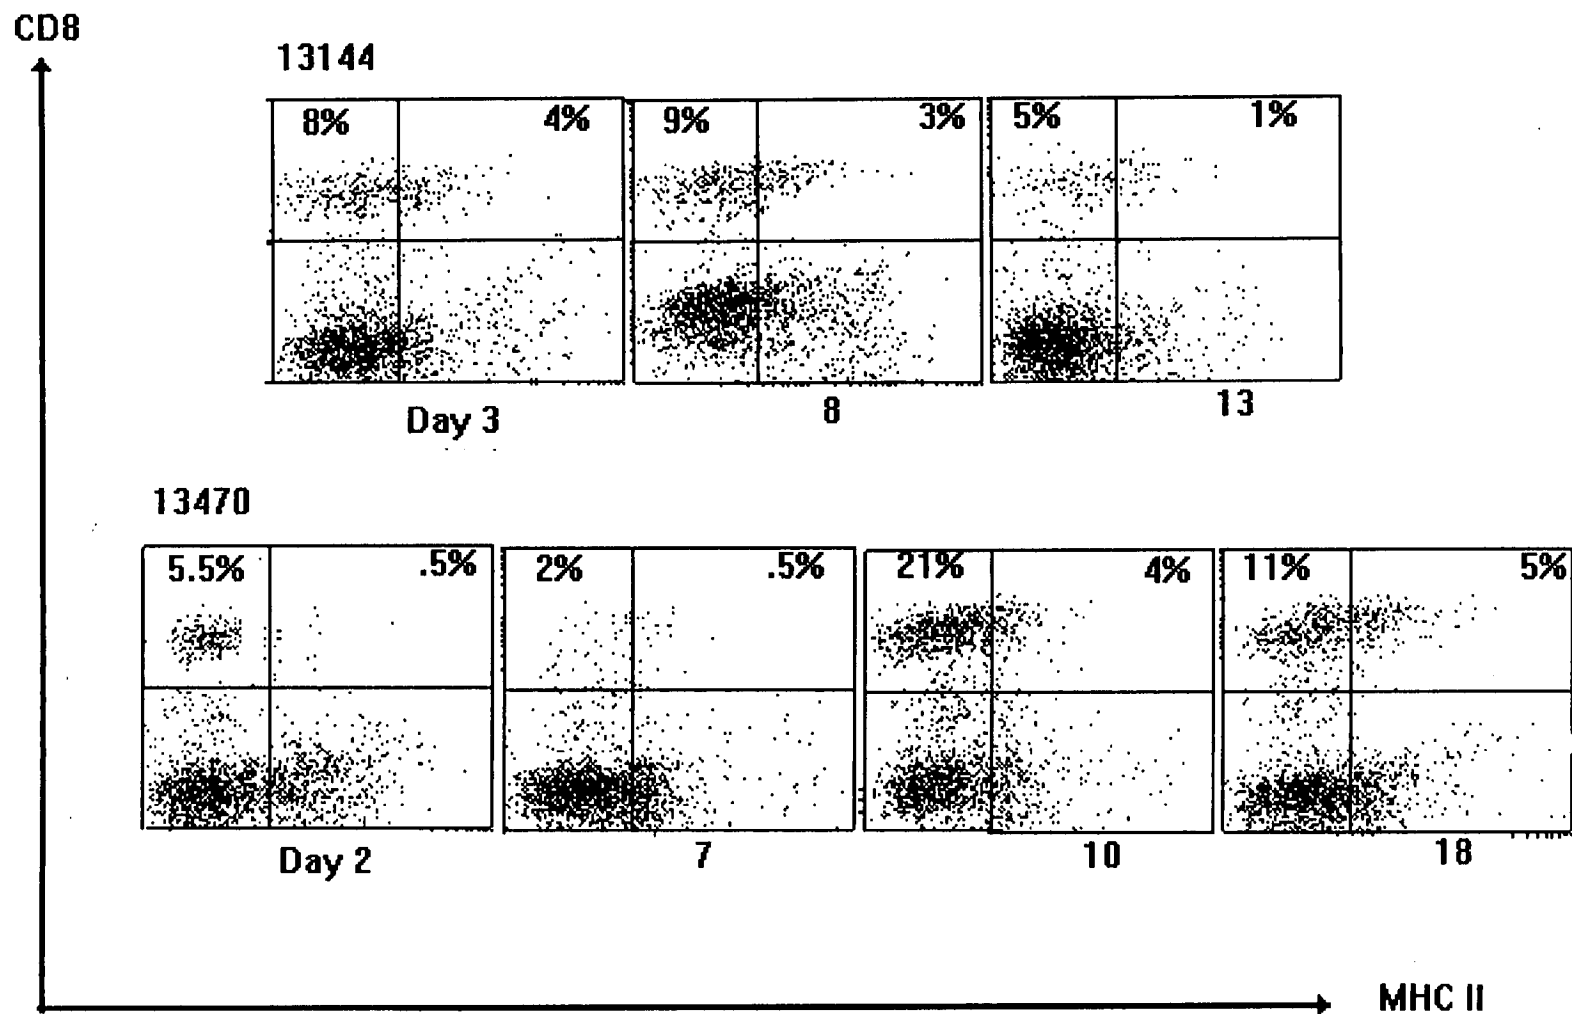 CD8
13144
8% 4% 9% 3% 5% 1%
Day 3 8 13
13470
5.5% .5% 2% .5% 21% 4% 11% 5%
Day 2 7 10 18
MHC II